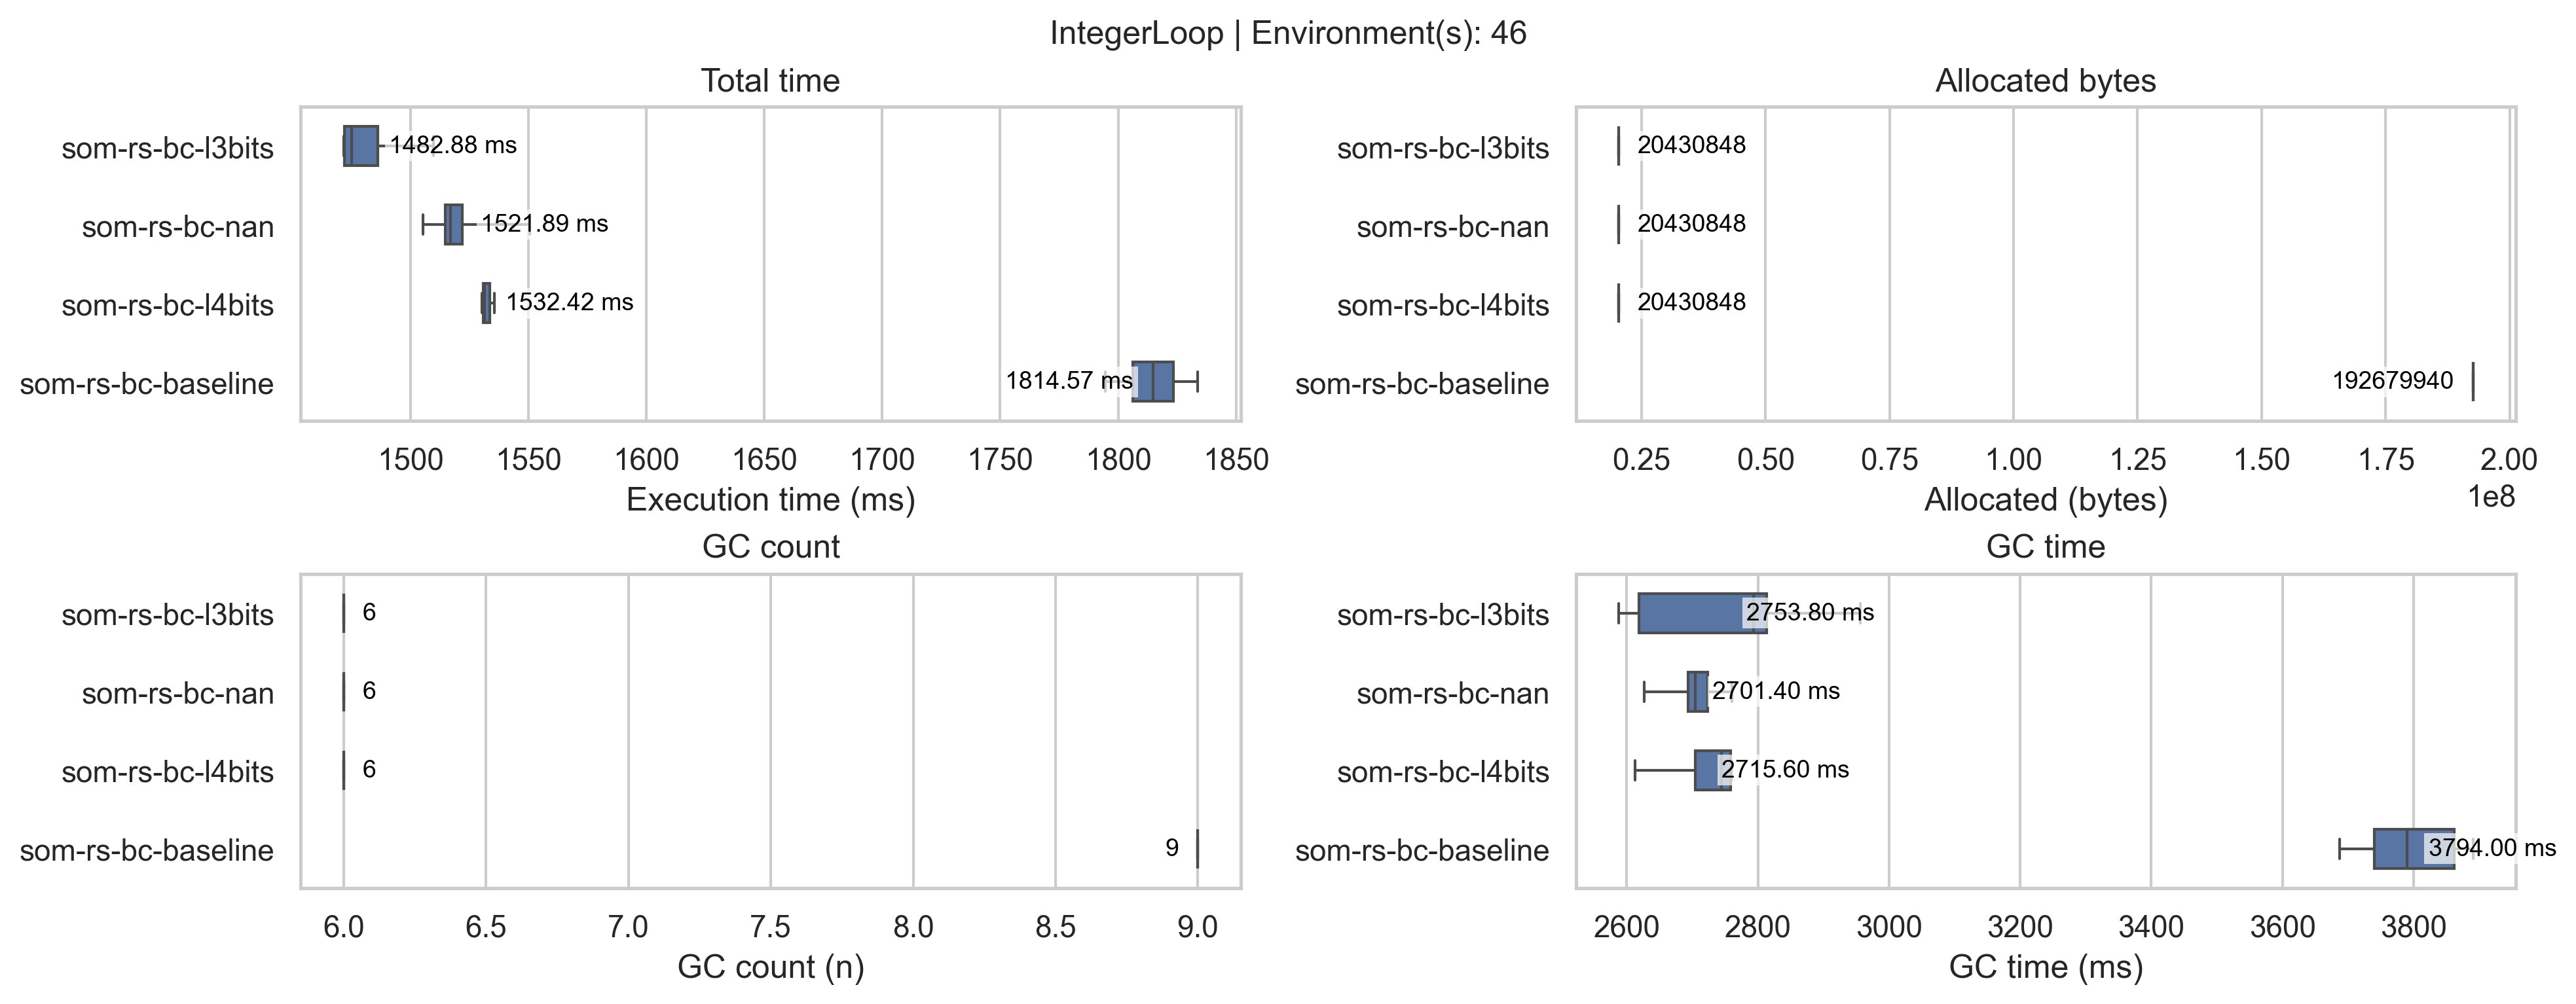 IntegerLoop | Environment(s): 46
Total time
som-rs-bc-l3bits
1482.88 ms
som-rs-bc-nan
1521.89 ms
som-rs-bc-l4bits
1532.42 ms
som-rs-bc-baseline
1814.57 ms
1500 1550 1600 1650 1700 1750 1800 1850
Execution time (ms)
Allocated bytes
som-rs-bc-l3bits
20430848
som-rs-bc-nan
20430848
som-rs-bc-l4bits
20430848
som-rs-bc-baseline
192679940
0.25 0.50 0.75 1.00 1.25 1.50 1.75 2.00
1e8
Allocated (bytes)
GC count
som-rs-bc-l3bits
6
som-rs-bc-nan
6
som-rs-bc-l4bits
6
som-rs-bc-baseline
9
6.0 6.5 7.0 7.5 8.0 8.5 9.0
GC count (n)
GC time
som-rs-bc-l3bits
2753.80 ms
som-rs-bc-nan
2701.40 ms
som-rs-bc-l4bits
2715.60 ms
som-rs-bc-baseline
3794.00 ms
2600 2800 3000 3200 3400 3600 3800
GC time (ms)